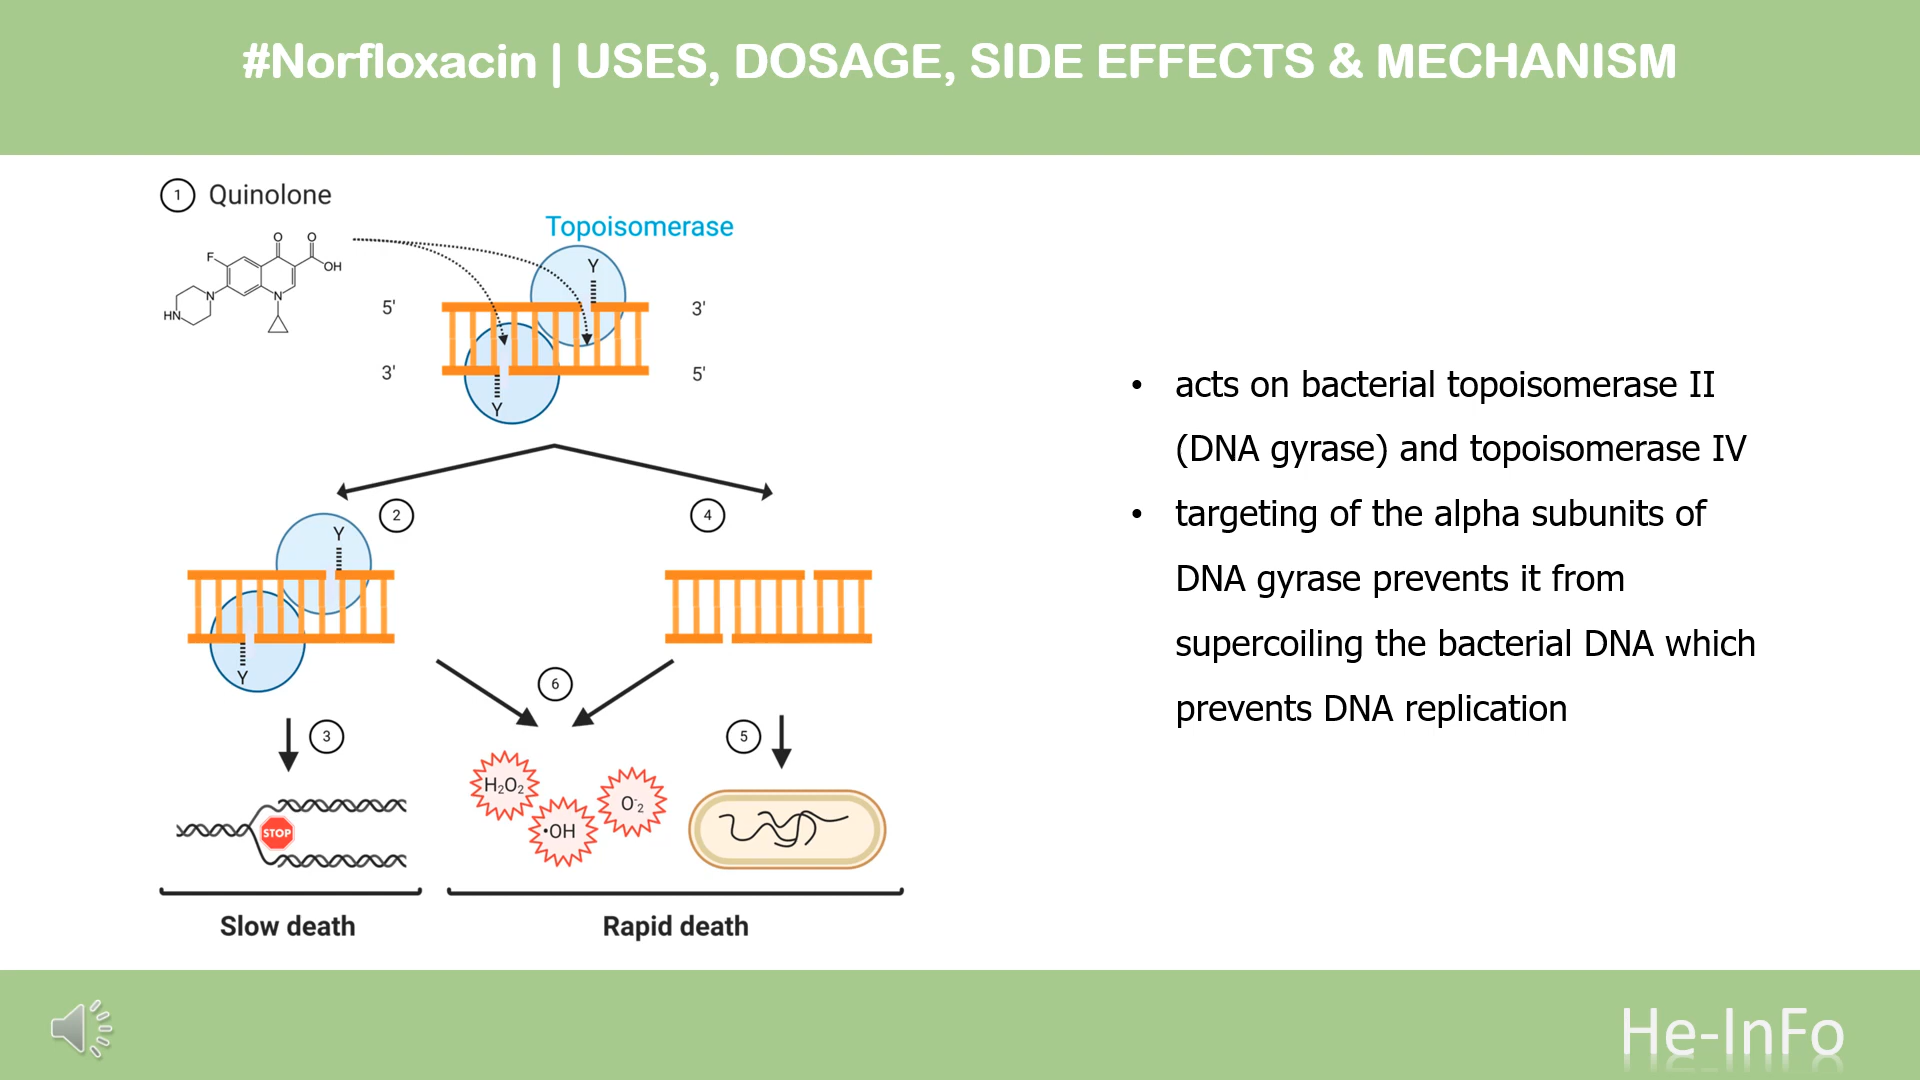 #Norfloxacin | USES, DOSAGE, SIDE EFFECTS & MECHANISM
1 Quinolone
Topoisomerase
O O
F
OH
N
N
HN
Y
5' 3'
3' 5'
Y
2
4
Y
Y
6
3
5
H₂O₂
O⁻₂
•OH
STOP
Slow death
Rapid death
• acts on bacterial topoisomerase II
(DNA gyrase) and topoisomerase IV
• targeting of the alpha subunits of
DNA gyrase prevents it from
supercoiling the bacterial DNA which
prevents DNA replication
He-InFo